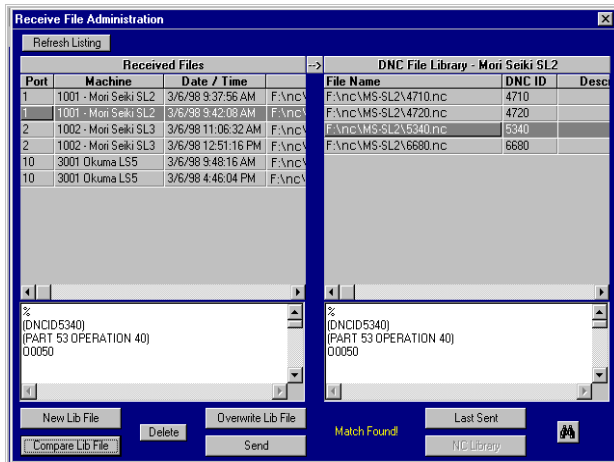 Receive File Administration
Refresh Listing
Received Files --> DNC File Library - Mori Seiki SL2
Port Machine Date / Time File Name DNC ID Descri
1 1001 - Mori Seiki SL2 3/6/98 9:37:56 AM F:\nc\ F:\nc\MS-SL2\4710.nc 4710
1 1001 - Mori Seiki SL2 3/6/98 9:42:08 AM F:\nc\ F:\nc\MS-SL2\4720.nc 4720
2 1002 - Mori Seiki SL3 3/6/98 11:06:32 AM F:\nc\ F:\nc\MS-SL2\5340.nc 5340
2 1002 - Mori Seiki SL3 3/6/98 12:51:16 PM F:\nc\ F:\nc\MS-SL2\6680.nc 6680
10 3001 Okuma LS5 3/6/98 9:48:16 AM F:\nc\
10 3001 Okuma LS5 3/6/98 4:46:04 PM F:\nc\
%
(DNCID5340)
(PART 53 OPERATION 40)
O0050
%
(DNCID5340)
(PART 53 OPERATION 40)
O0050
New Lib File Overwrite Lib File Last Sent
Delete Match Found!
Compare Lib File Send NC Library